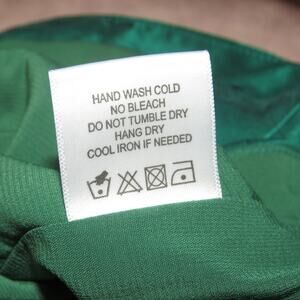 HAND WASH COLD
NO BLEACH
DO NOT TUMBLE DRY
HANG DRY
COOL IRON IF NEEDED